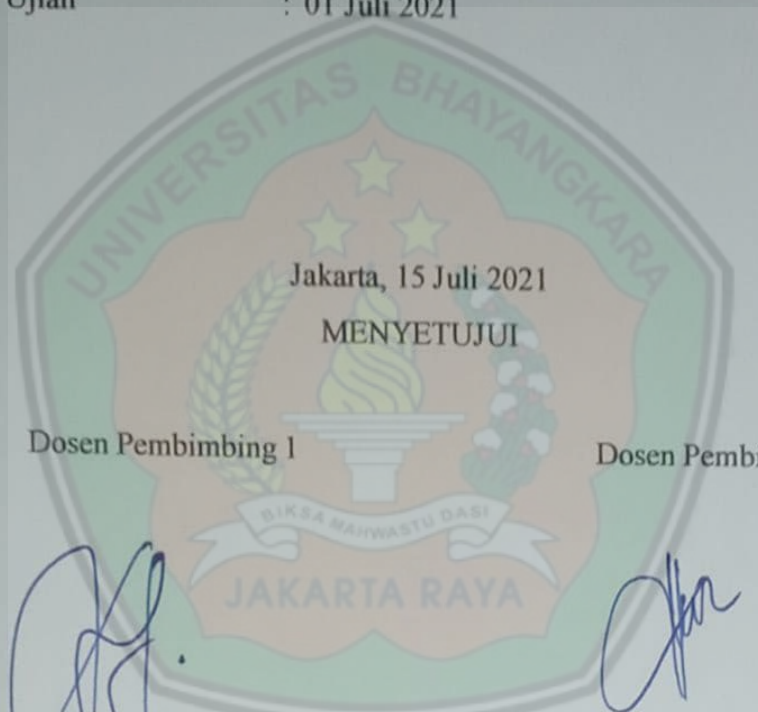 Ujian : 01 Juli 2021
UNIVERSITAS BHAYANGKARA
Jakarta, 15 Juli 2021
MENYETUJUI
Dosen Pembimbing 1
BIKSA MAHWASTU DASI
JAKARTA RAYA